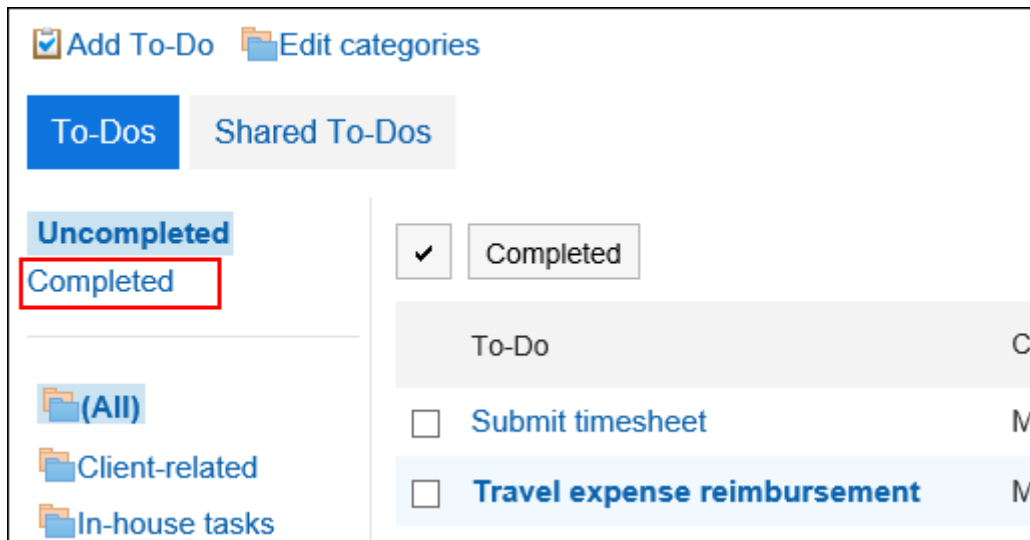 Add To-Do Edit categories
To-Dos Shared To-Dos
Uncompleted
Completed
Completed
To-Do C
(All)
Submit timesheet M
Client-related
Travel expense reimbursement M
In-house tasks